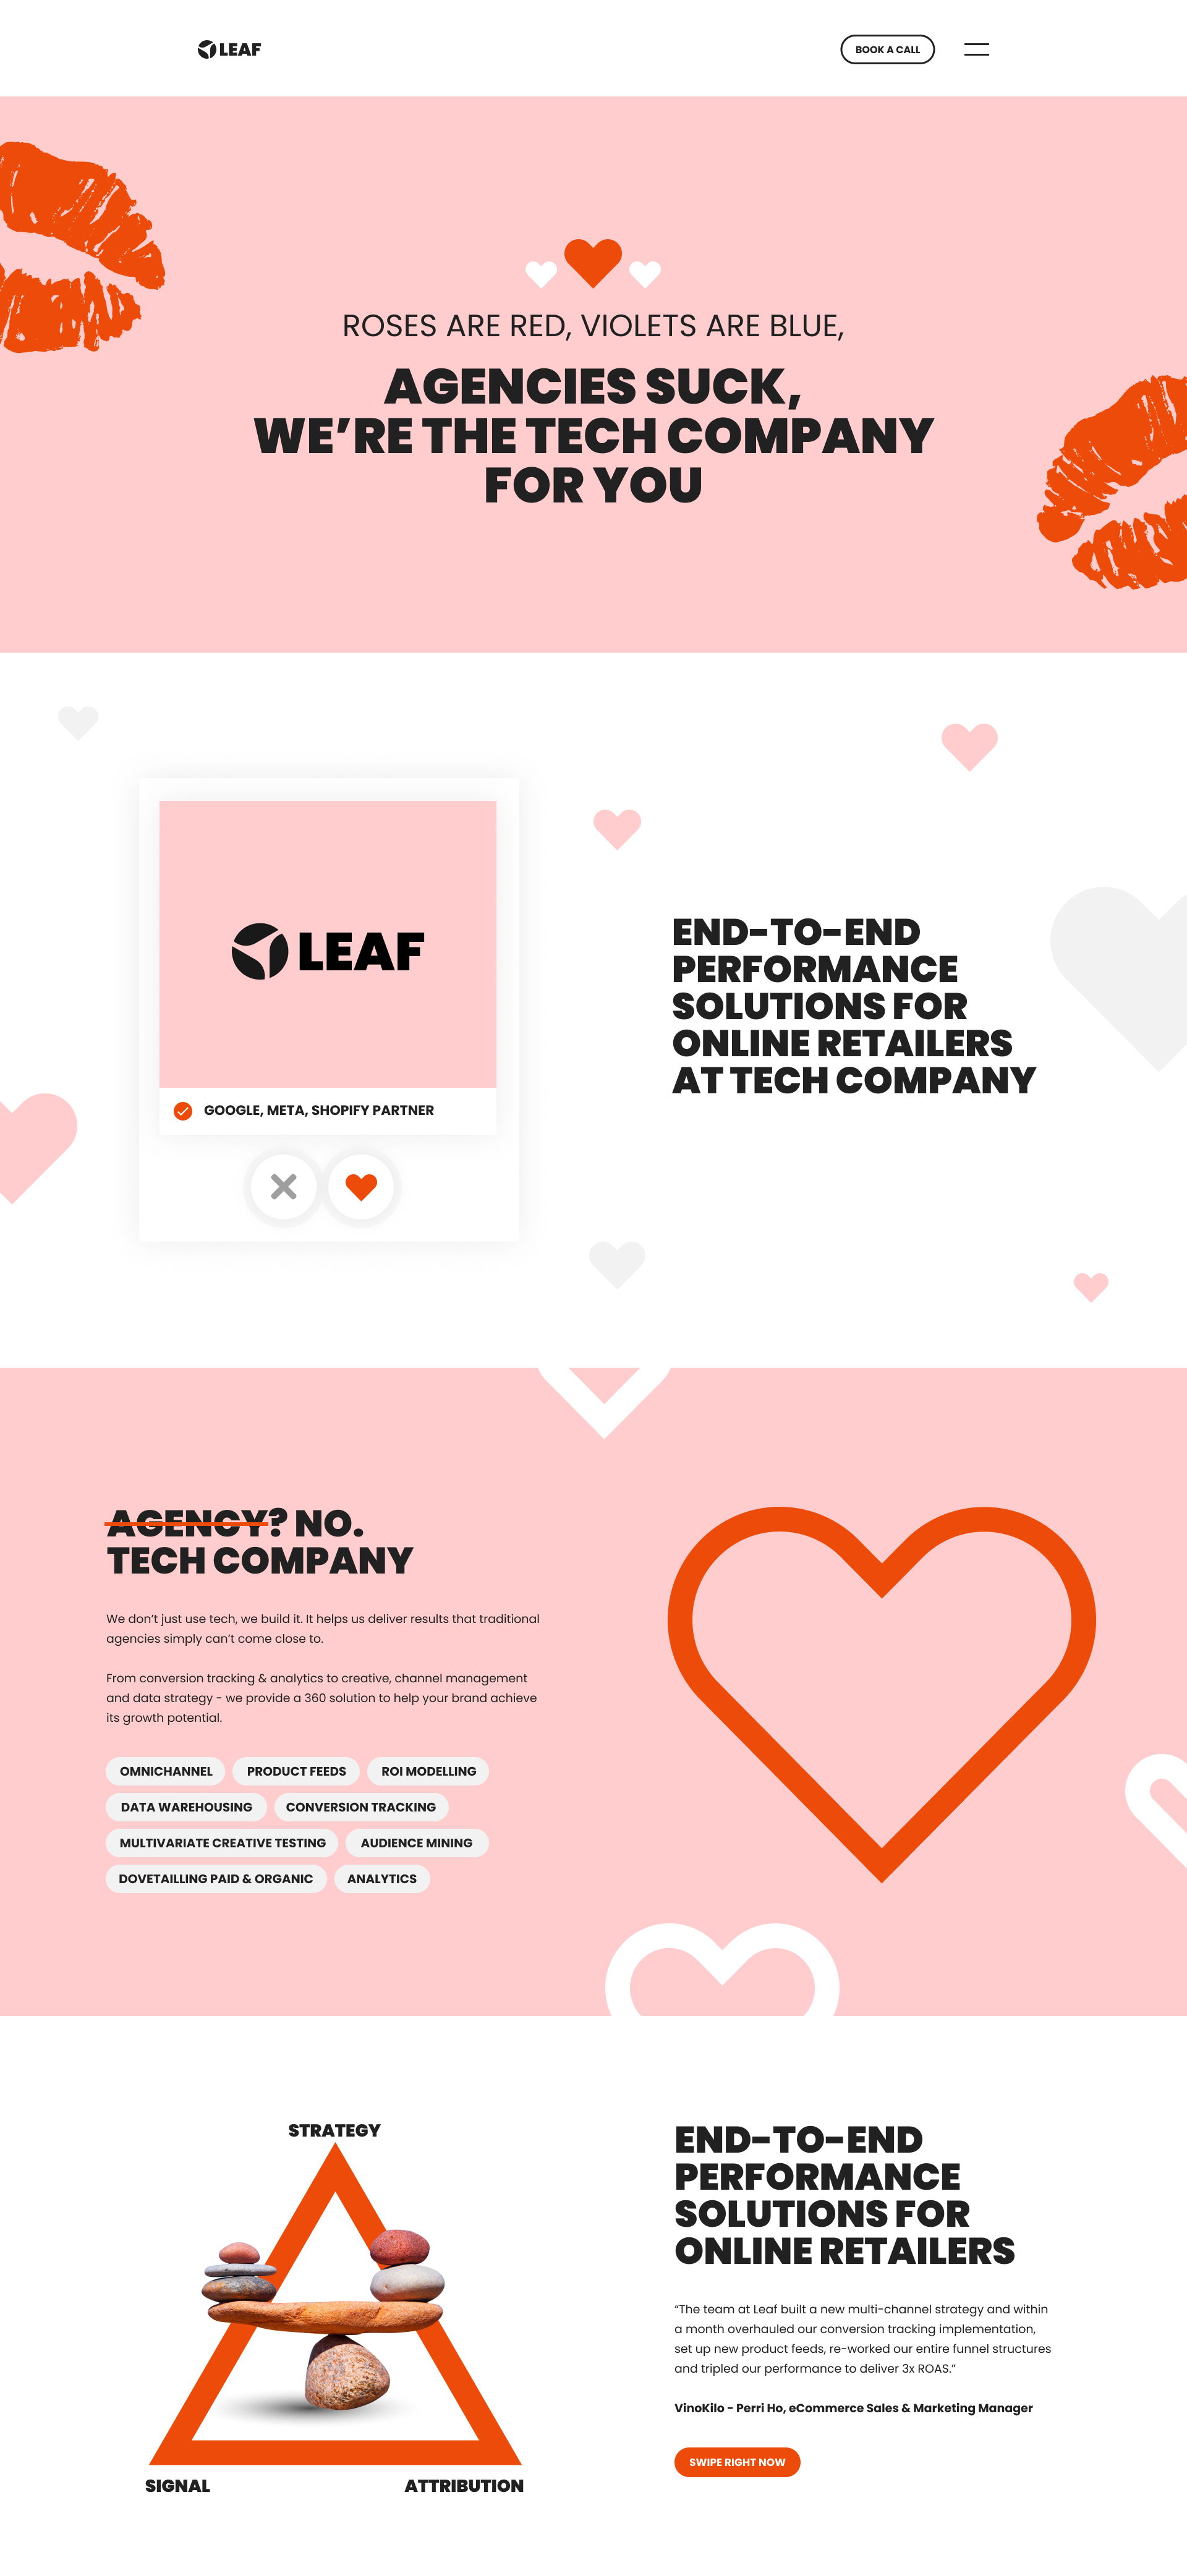 LEAF
BOOK A CALL
ROSES ARE RED, VIOLETS ARE BLUE,
AGENCIES SUCK,
WE’RE THE TECH COMPANY
FOR YOU
LEAF
GOOGLE, META, SHOPIFY PARTNER
END-TO-END
PERFORMANCE
SOLUTIONS FOR
ONLINE RETAILERS
AT TECH COMPANY
AGENCY? NO.
TECH COMPANY
We don’t just use tech, we build it. It helps us deliver results that traditional
agencies simply can’t come close to.
From conversion tracking & analytics to creative, channel management
and data strategy - we provide a 360 solution to help your brand achieve
its growth potential.
OMNICHANNEL PRODUCT FEEDS ROI MODELLING
DATA WAREHOUSING CONVERSION TRACKING
MULTIVARIATE CREATIVE TESTING AUDIENCE MINING
DOVETAILLING PAID & ORGANIC ANALYTICS
STRATEGY
SIGNAL ATTRIBUTION
END-TO-END
PERFORMANCE
SOLUTIONS FOR
ONLINE RETAILERS
“The team at Leaf built a new multi-channel strategy and within
a month overhauled our conversion tracking implementation,
set up new product feeds, re-worked our entire funnel structures
and tripled our performance to deliver 3x ROAS.”
VinoKilo - Perri Ho, eCommerce Sales & Marketing Manager
SWIPE RIGHT NOW